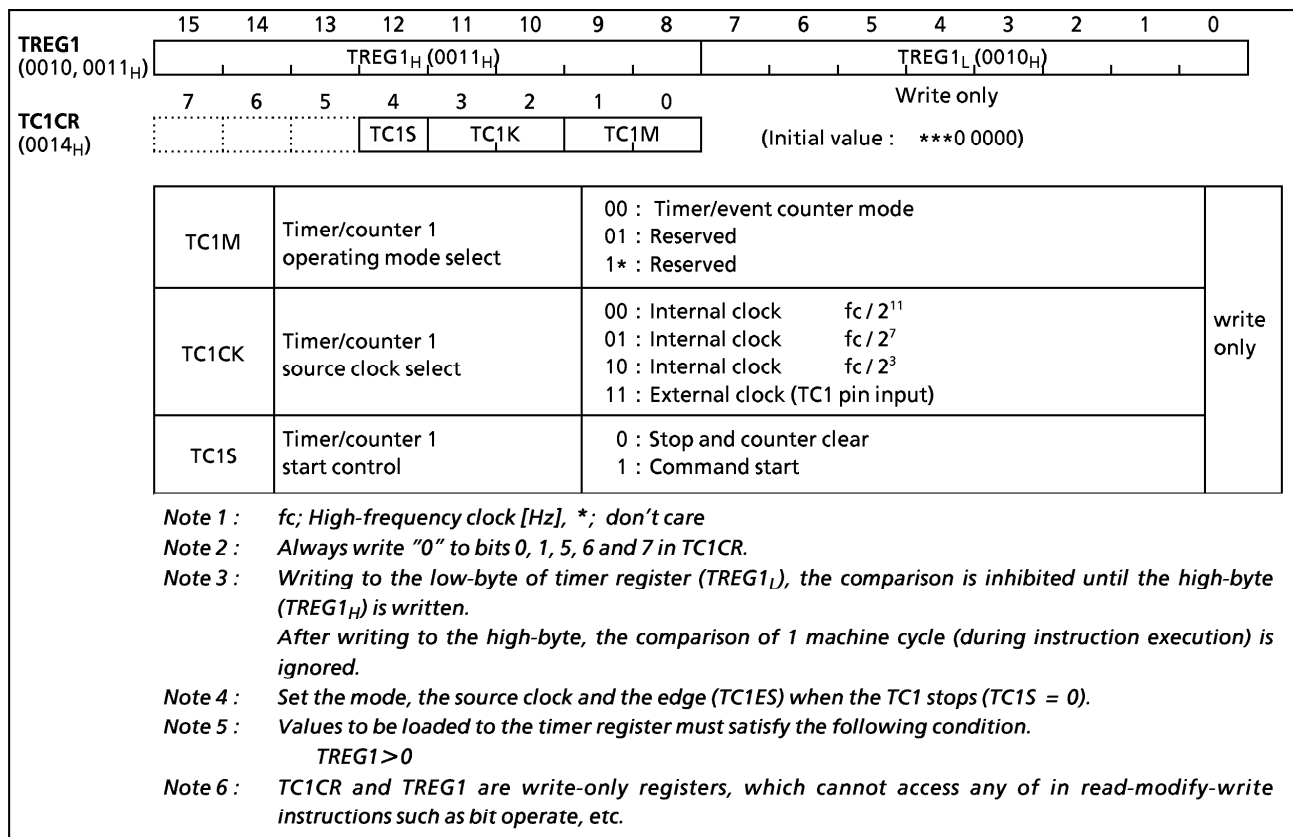 15 14 13 12 11 10 9 8 7 6 5 4 3 2 1 0
TREG1
(0010, 0011H)
TREG1H (0011H) TREG1L (0010H)
Write only
7 6 5 4 3 2 1 0
TC1CR
(0014H)
TC1S TC1K TC1M (Initial value : ***0 0000)
TC1M
Timer/counter 1
operating mode select
00 : Timer/event counter mode
01 : Reserved
1* : Reserved
TC1CK
Timer/counter 1
source clock select
00 : Internal clock fc / 2¹¹
01 : Internal clock fc / 2⁷
10 : Internal clock fc / 2³
11 : External clock (TC1 pin input)
TC1S
Timer/counter 1
start control
0 : Stop and counter clear
1 : Command start
write
only
Note 1 : fc; High-frequency clock [Hz], *; don't care
Note 2 : Always write "0" to bits 0, 1, 5, 6 and 7 in TC1CR.
Note 3 : Writing to the low-byte of timer register (TREG1L), the comparison is inhibited until the high-byte
(TREG1H) is written.
After writing to the high-byte, the comparison of 1 machine cycle (during instruction execution) is
ignored.
Note 4 : Set the mode, the source clock and the edge (TC1ES) when the TC1 stops (TC1S = 0).
Note 5 : Values to be loaded to the timer register must satisfy the following condition.
TREG1>0
Note 6 : TC1CR and TREG1 are write-only registers, which cannot access any of in read-modify-write
instructions such as bit operate, etc.